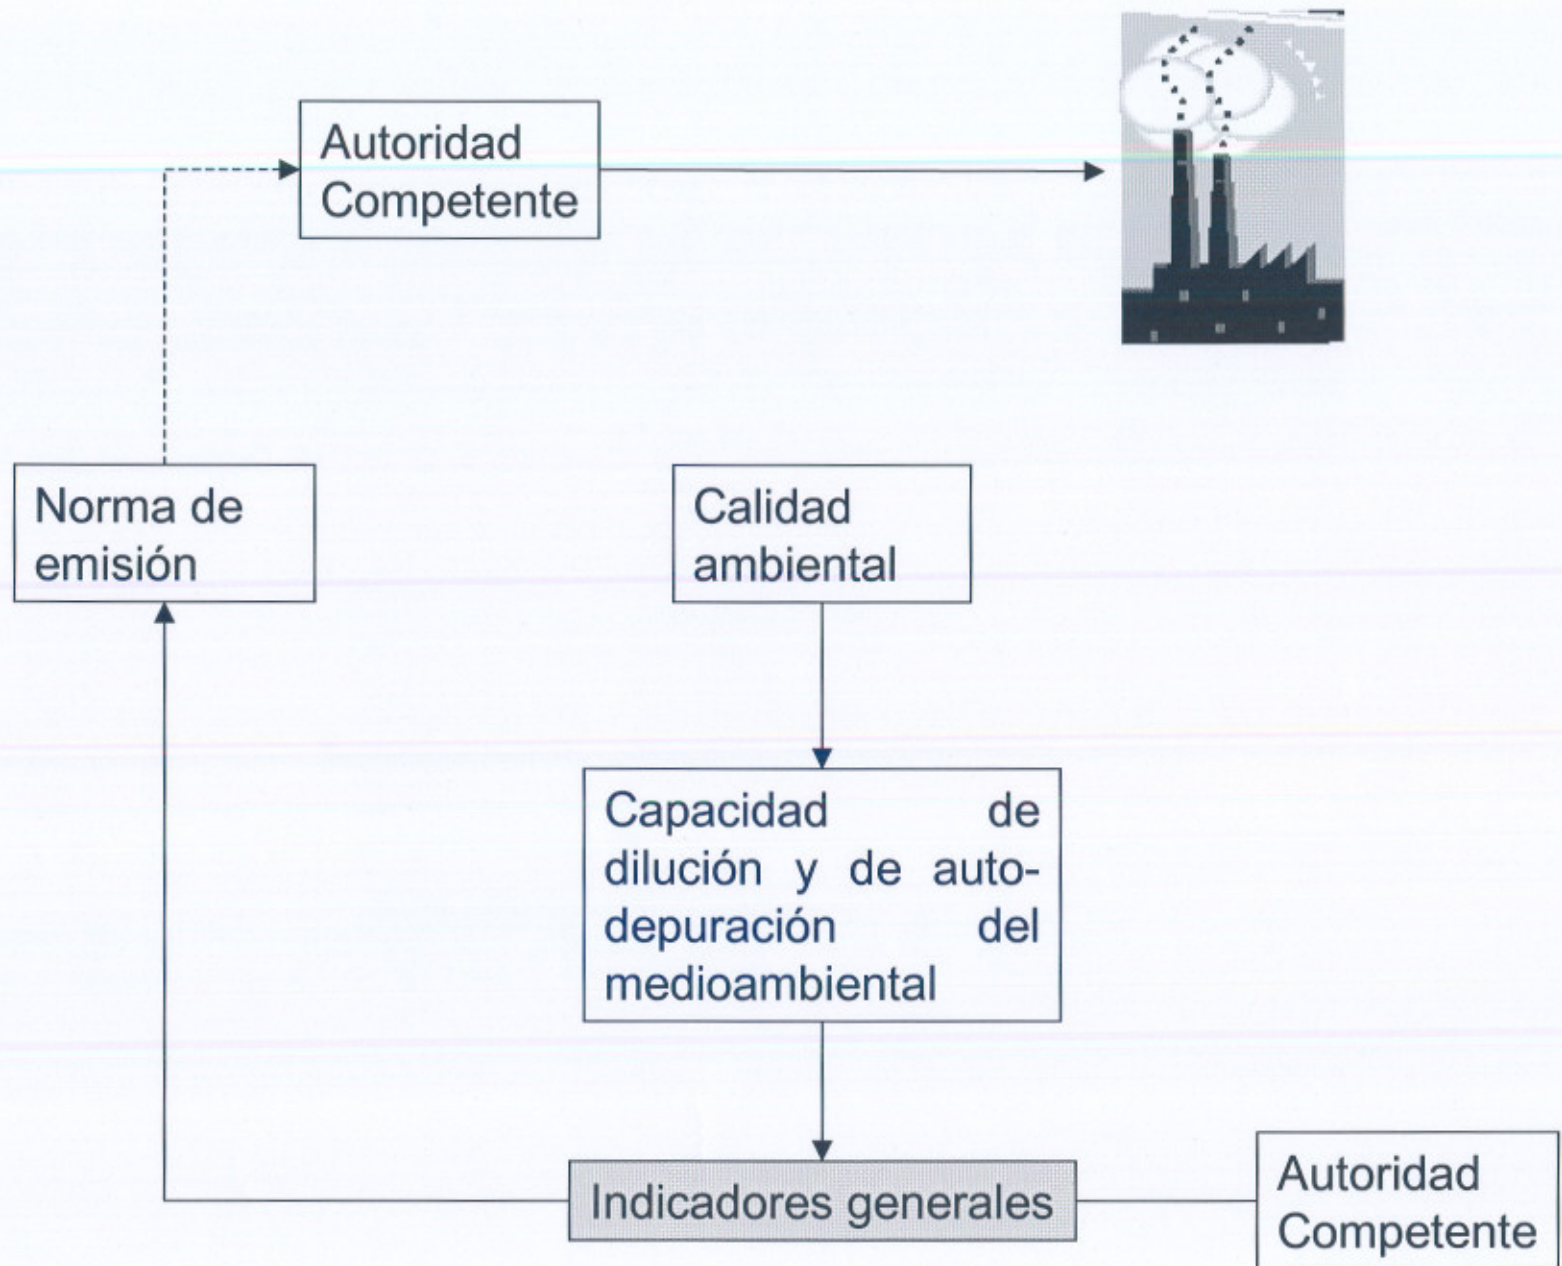 Autoridad
Competente
Norma de
emisión
Calidad
ambiental
Capacidad de
dilución y de auto-
depuración del
medioambiental
Indicadores generales
Autoridad
Competente